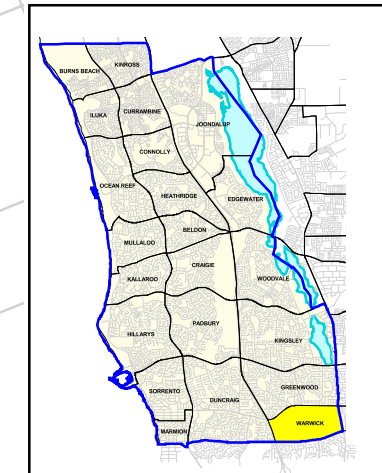 BURNS BEACH
KINROSS
ILUKA
CURRAMBINE
JOONDALUP
CONNOLLY
OCEAN REEF
HEATHRIDGE
EDGEWATER
BELDON
MULLALOO
CRAIGIE
KALLAROO
WOODVALE
HILLARYS
PADBURY
KINGSLEY
SORRENTO
DUNCRAIG
GREENWOOD
WARWICK
MARMION